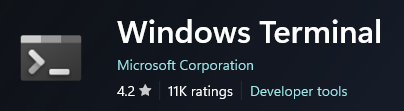 Windows Terminal
Microsoft Corporation
4.2 ★ 11K ratings Developer tools